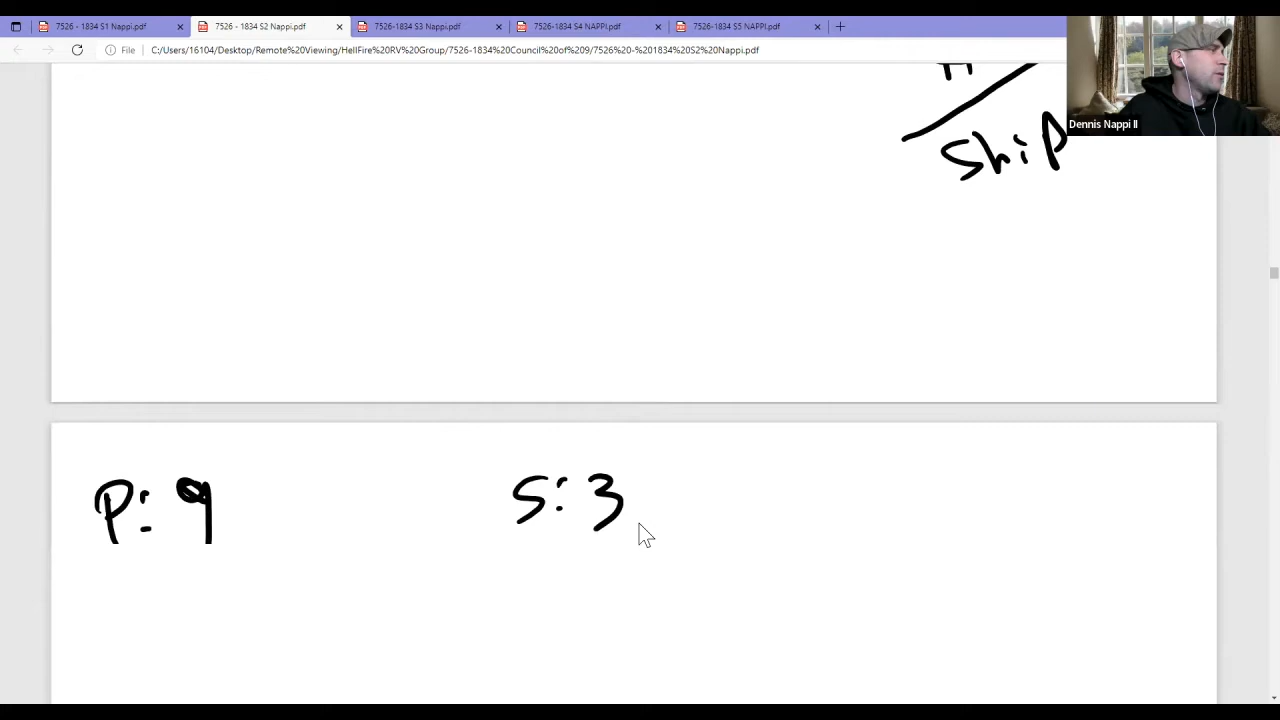 7526 - 1834 S1 Nappi.pdf
7526 - 1834 S2 Nappi.pdf
7526-1834 S3 Nappi.pdf
7526-1834 S4 NAPPI.pdf
7526-1834 S5 NAPPI.pdf
File
C:/Users/16104/Desktop/Remote%20Viewing/HellFire%20RV%20Group/7526-1834%20Council%20of%209/7526%20-%201834%20S2%20Nappi.pdf
Dennis Nappi II
Ship
P: 9 S: 3